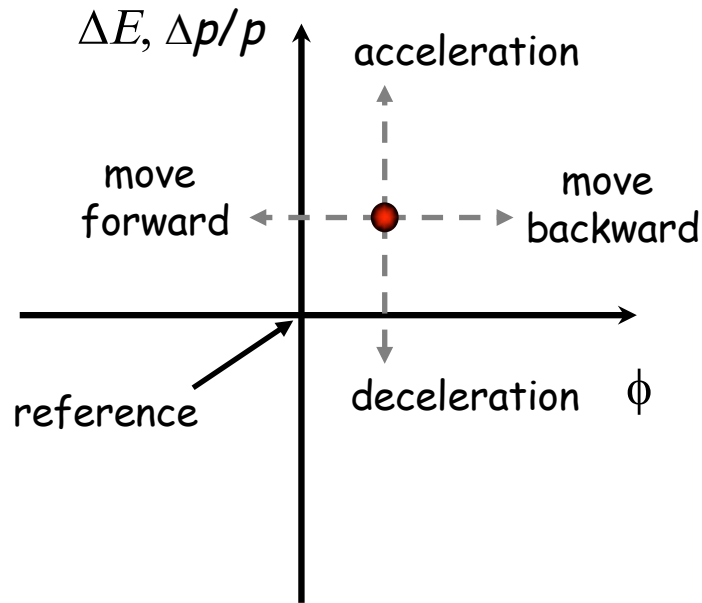 ΔE, Δp/p
acceleration
move
forward
move
backward
reference
deceleration
ϕ